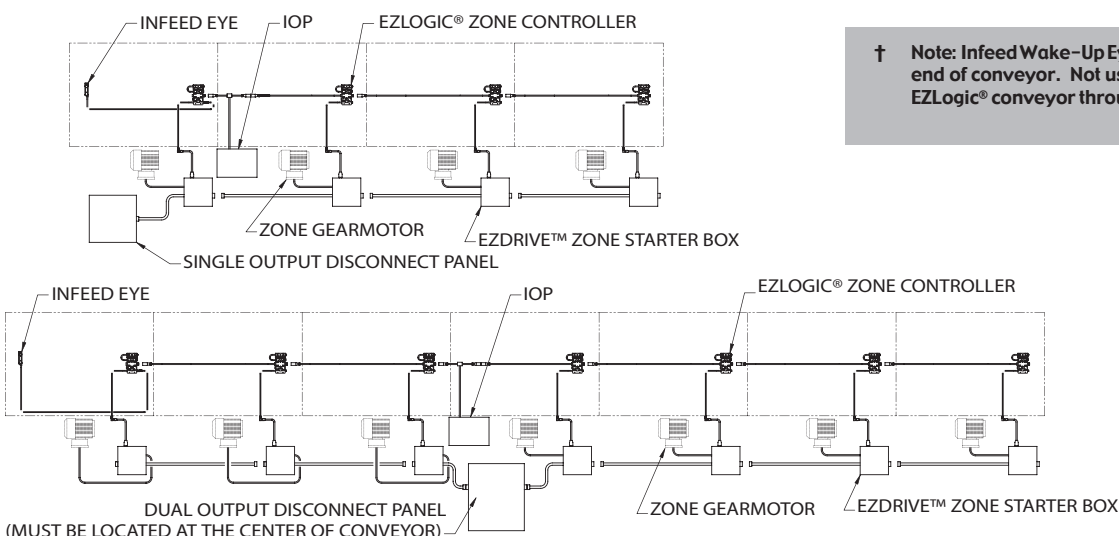 INFEED EYE
IOP
EZLOGIC® ZONE CONTROLLER
† Note: Infeed Wake-Up
end of conveyor. Not
EZLogic® conveyor
ZONE GEARMOTOR
EZDRIVE™ ZONE STARTER BOX
SINGLE OUTPUT DISCONNECT PANEL
INFEED EYE
IOP
EZLOGIC® ZONE CONTROLLER
DUAL OUTPUT DISCONNECT PANEL
(MUST BE LOCATED AT THE CENTER OF CONVEYOR)
ZONE GEARMOTOR
EZDRIVE™ ZONE STARTER BOX